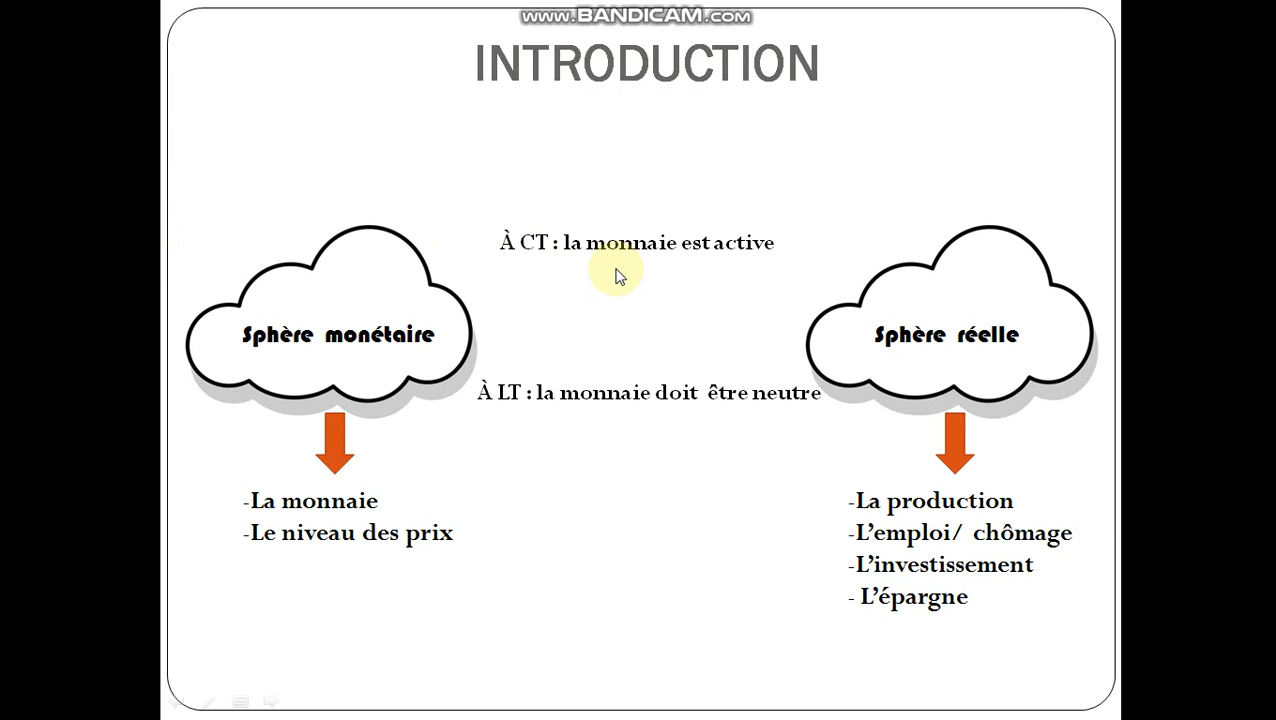 www.BANDICAM.com
INTRODUCTION
À CT : la monnaie est active
Sphère monétaire
Sphère réelle
À LT : la monnaie doit être neutre
-La monnaie
-Le niveau des prix
-La production
-L’emploi/ chômage
-L’investissement
- L’épargne